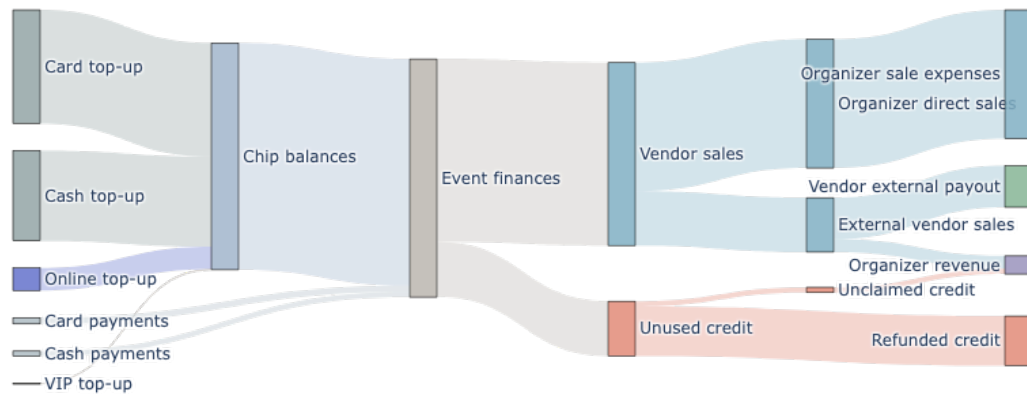 Card top-up
Cash top-up
Online top-up
Card payments
Cash payments
VIP top-up
Chip balances
Event finances
Vendor sales
Unused credit
Organizer direct sales
External vendor sales
Unclaimed credit
Organizer sale expenses
Vendor external payout
Organizer revenue
Refunded credit